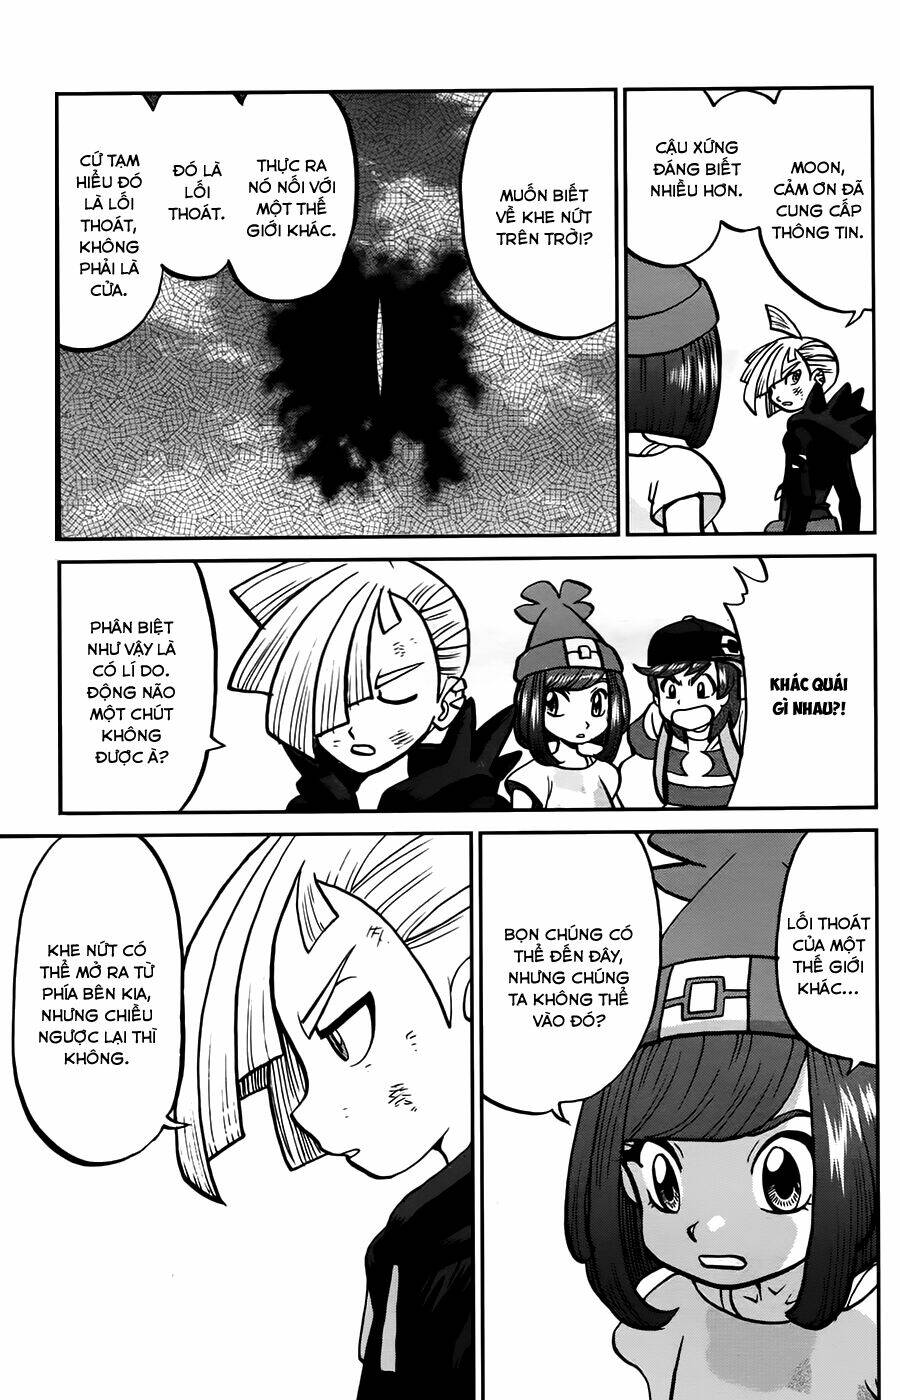 MOON,
CẢM ƠN ĐÃ
CUNG CẤP
THÔNG TIN.
CẬU XỨNG
ĐÁNG BIẾT
NHIỀU HƠN.
MUỐN BIẾT
VỀ KHE NỨT
TRÊN TRỜI?
THỰC RA
NÓ NỐI VỚI
MỘT THẾ
GIỚI KHÁC.
ĐÓ LÀ
LỐI
THOÁT.
CỨ TẠM
HIỂU ĐÓ
LÀ LỐI
THOÁT,
KHÔNG
PHẢI LÀ
CỬA.
KHÁC QUÁI
GÌ NHAU?!
PHÂN BIỆT
NHƯ VẬY LÀ
CÓ LÍ DO.
ĐỘNG NÃO
MỘT CHÚT
KHÔNG
ĐƯỢC À?
LỐI THOÁT
CỦA MỘT
THẾ GIỚI
KHÁC...
BỌN CHÚNG CÓ
THỂ ĐẾN ĐÂY,
NHƯNG CHÚNG
TA KHÔNG THỂ
VÀO ĐÓ?
KHE NỨT CÓ
THỂ MỞ RA TỪ
PHÍA BÊN KIA,
NHƯNG CHIỀU
NGƯỢC LẠI THÌ
KHÔNG.